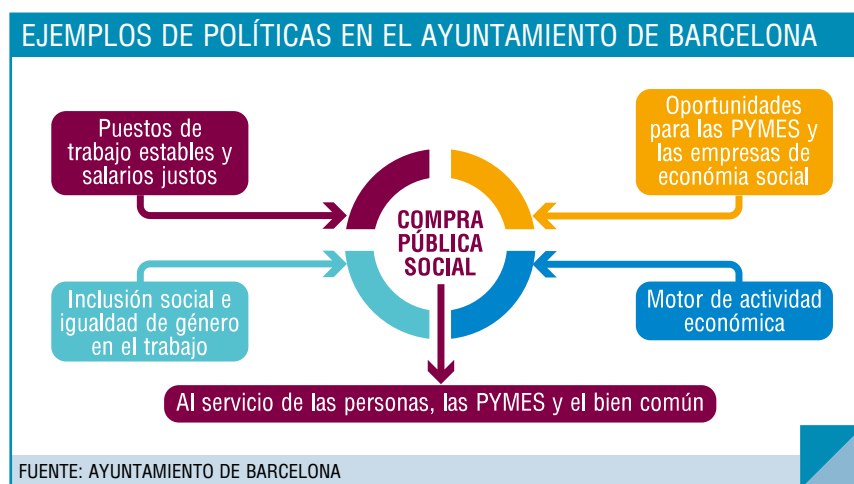 EJEMPLOS DE POLÍTICAS EN EL AYUNTAMIENTO DE BARCELONA
Puestos de
trabajo estables y
salarios justos
Oportunidades
para las PYMES y
las empresas de
económia social
COMPRA
PÚBLICA
SOCIAL
Inclusión social e
igualdad de género
en el trabajo
Motor de actividad
económica
Al servicio de las personas, las PYMES y el bien común
FUENTE: AYUNTAMIENTO DE BARCELONA